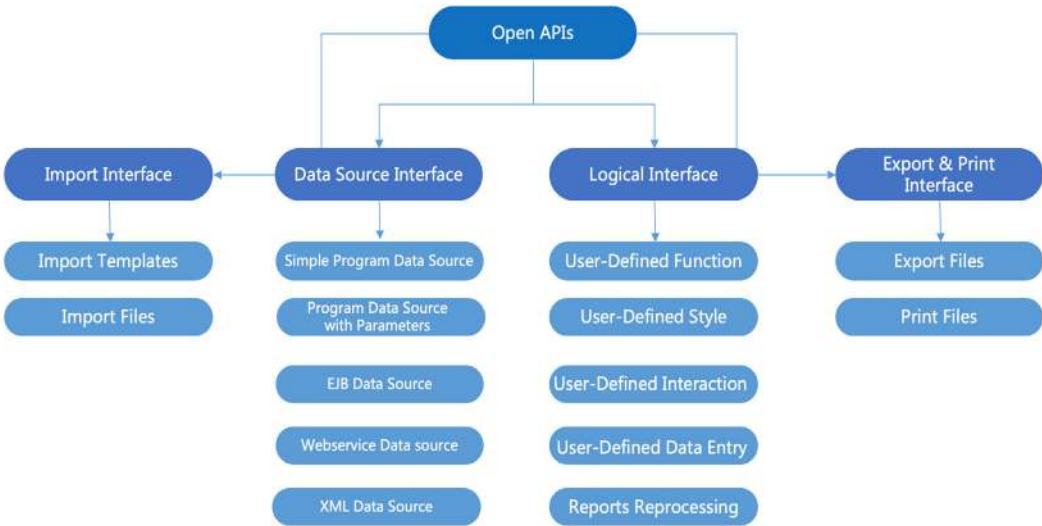 Open APIs
Import Interface
Data Source Interface
Logical Interface
Export & Print
Interface
Import Templates
Simple Program Data Source
User-Defined Function
Export Files
Import Files
Program Data Source
with Parameters
User-Defined Style
Print Files
EJB Data Source
User-Defined Interaction
Webservice Data source
User-Defined Data Entry
XML Data Source
Reports Reprocessing